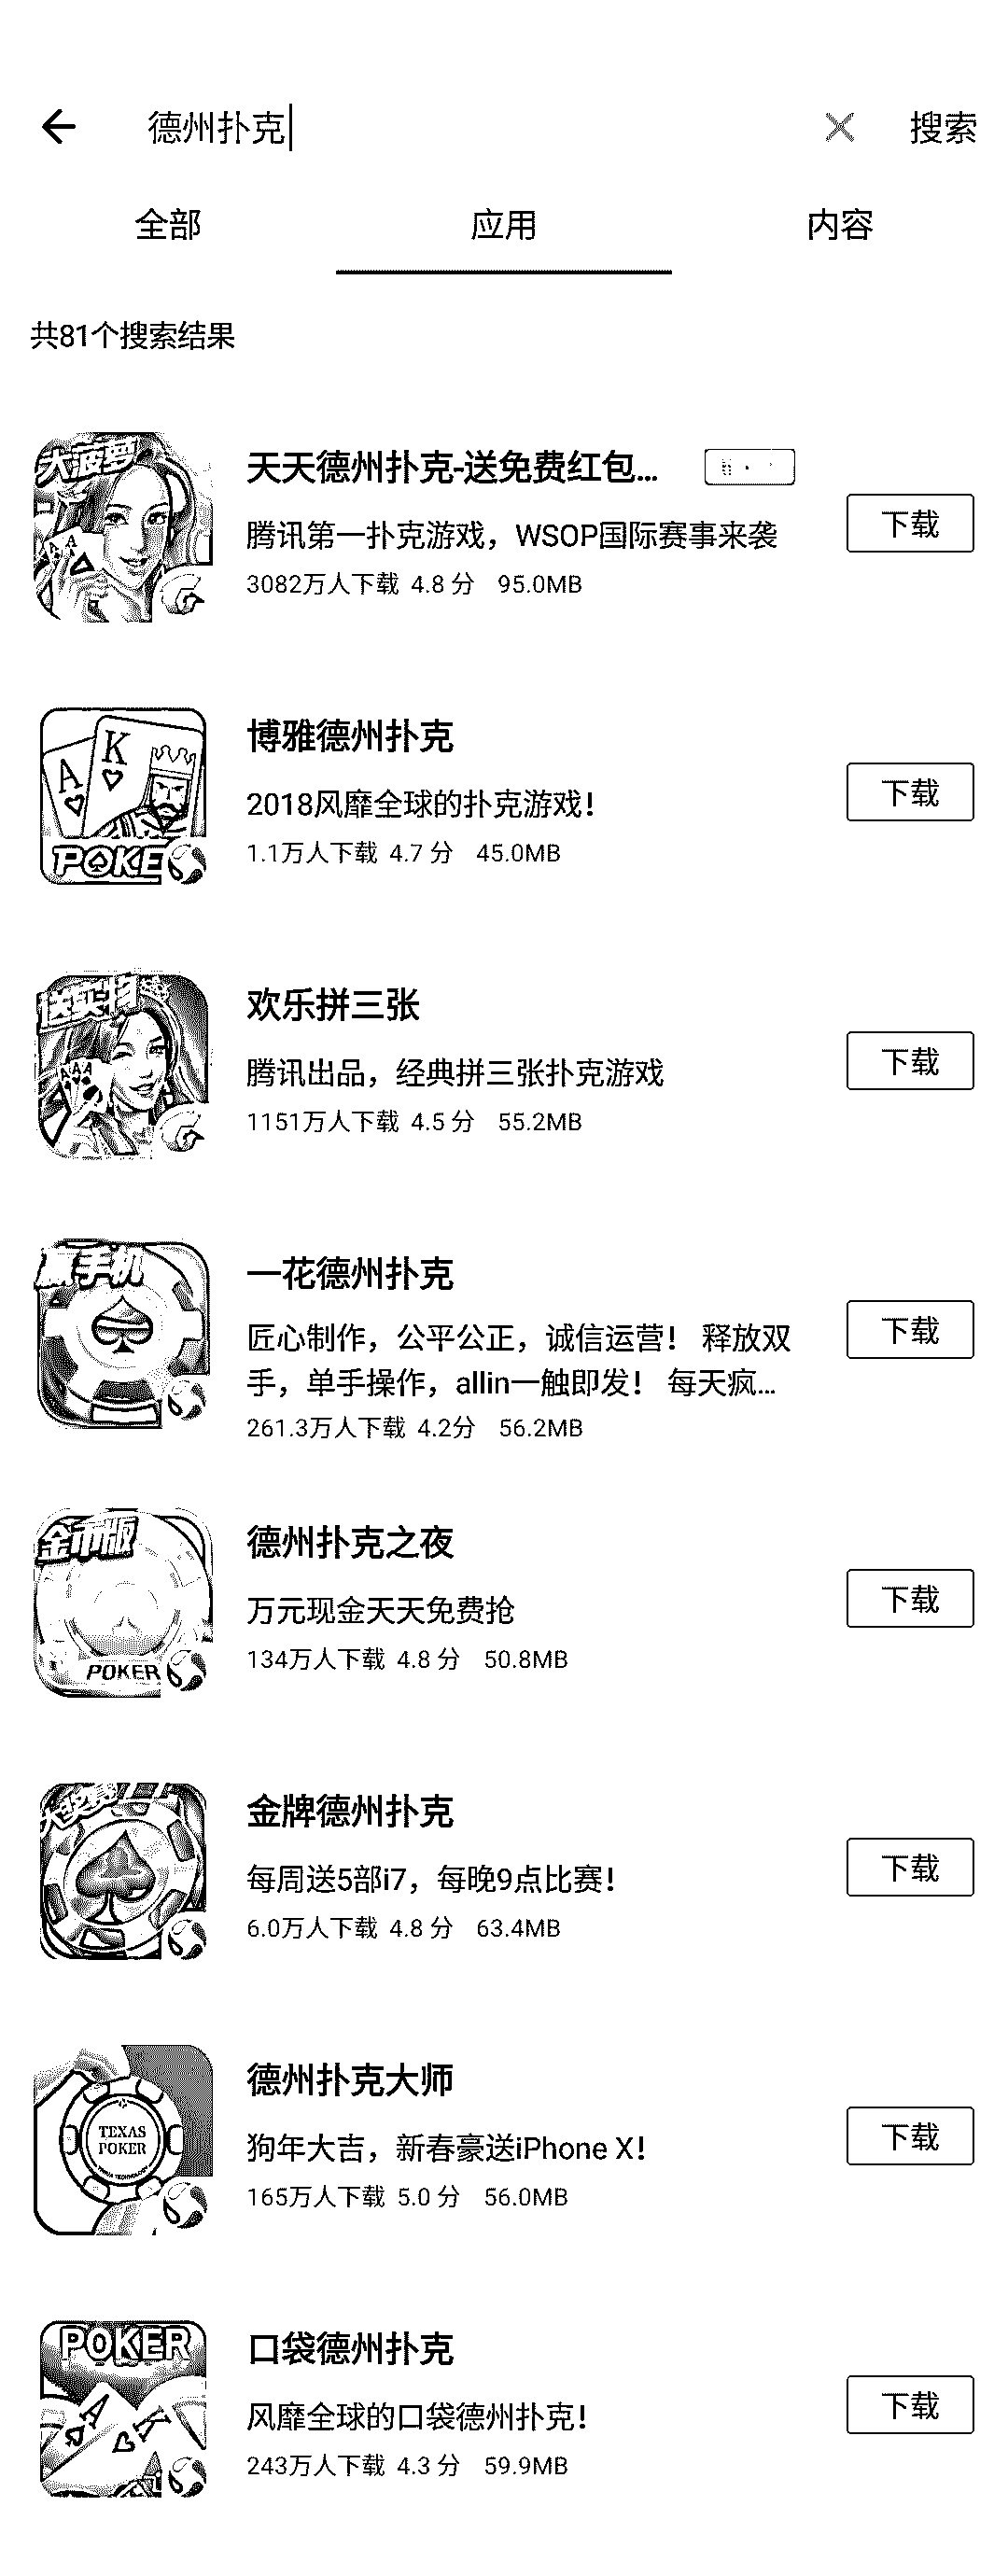 德州扑克
搜索
全部
应用
内容
共81个搜索结果
大菠萝
天天德州扑克-送免费红包...
腾讯第一扑克游戏，WSOP国际赛事来袭
3082万人下载 4.8 分 95.0MB
下载
A K
POKE
博雅德州扑克
2018风靡全球的扑克游戏！
1.1万人下载 4.7 分 45.0MB
下载
送实物
欢乐拼三张
腾讯出品，经典拼三张扑克游戏
1151万人下载 4.5 分 55.2MB
下载
赢手机
一花德州扑克
匠心制作，公平公正，诚信运营！ 释放双
手，单手操作，allin一触即发！ 每天疯...
261.3万人下载 4.2分 56.2MB
下载
金币版
POKER
德州扑克之夜
万元现金天天免费抢
134万人下载 4.8 分 50.8MB
下载
大奖赛
金牌德州扑克
每周送5部i7，每晚9点比赛！
6.0万人下载 4.8 分 63.4MB
下载
TEXAS
POKER
德州扑克大师
狗年大吉，新春豪送iPhone X！
165万人下载 5.0 分 56.0MB
下载
POKER
A K
口袋德州扑克
风靡全球的口袋德州扑克！
243万人下载 4.3 分 59.9MB
下载